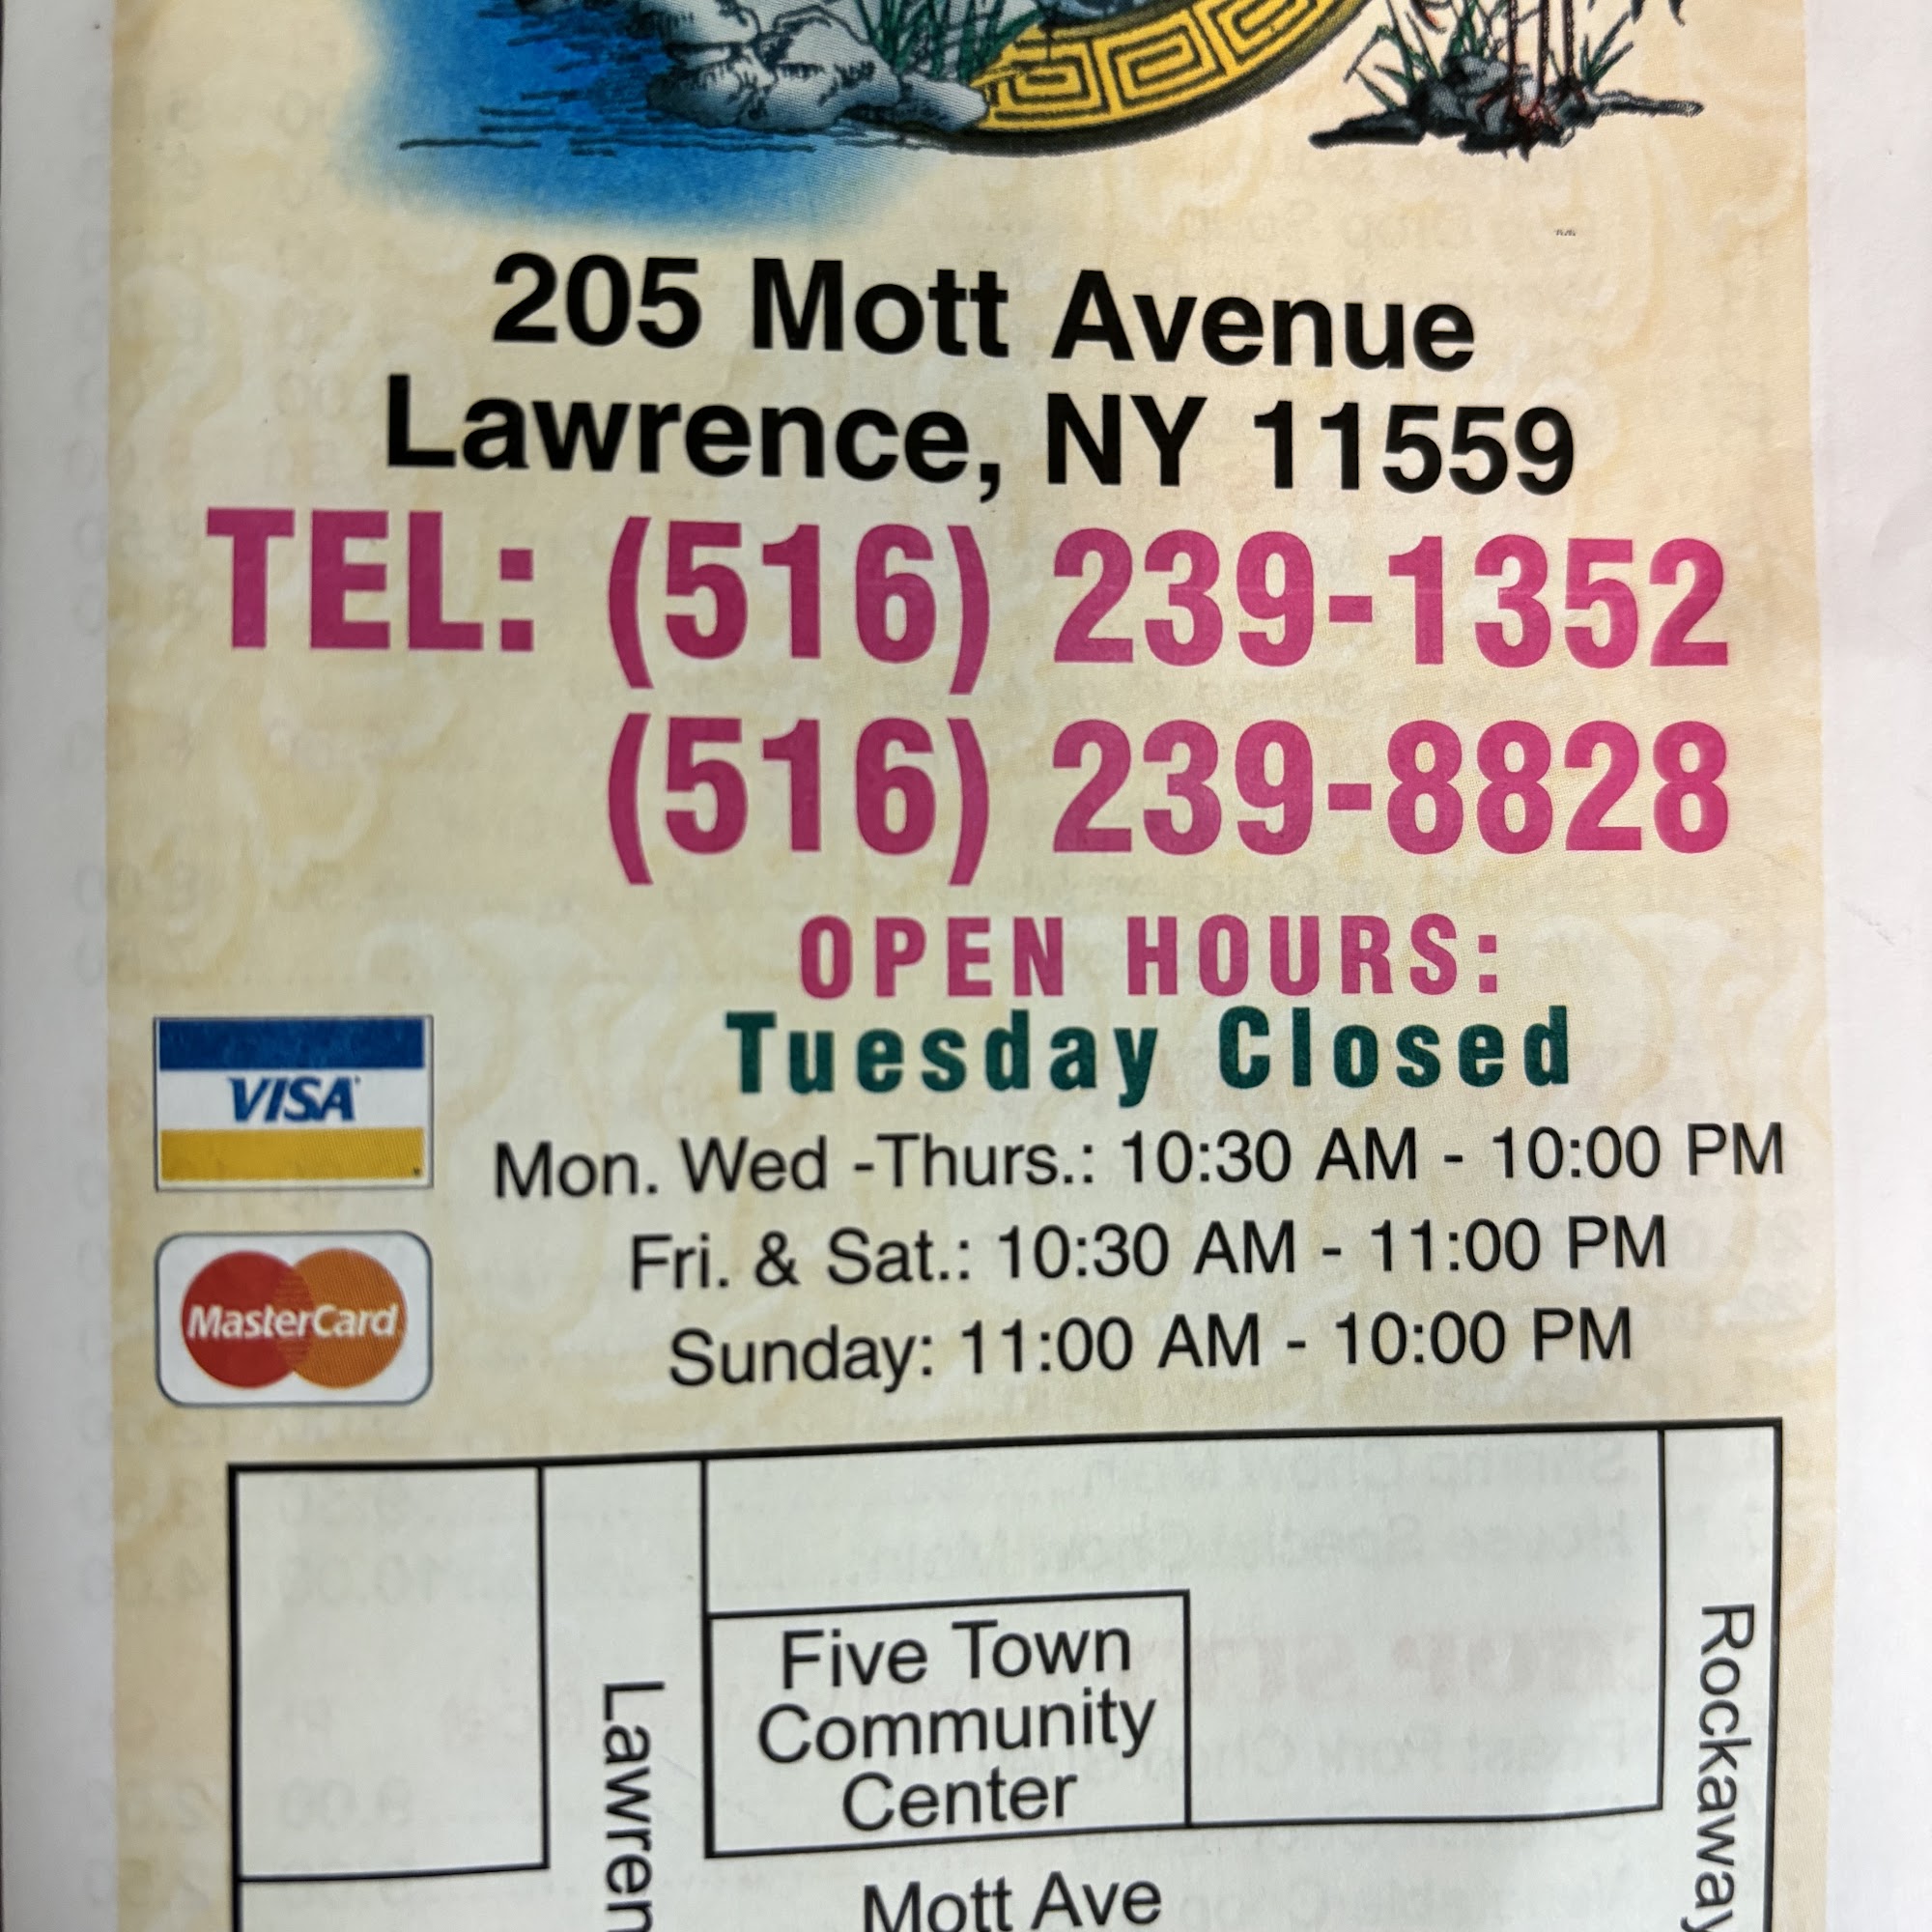 205 Mott Avenue
Lawrence, NY 11559
TEL: (516) 239-1352
(516) 239-8828
OPEN HOURS:
Tuesday Closed
VISA
Mon. Wed -Thurs.: 10:30 AM - 10:00 PM
Fri. & Sat.: 10:30 AM - 11:00 PM
MasterCard
Sunday: 11:00 AM - 10:00 PM
Five Town
Community
Center
Lawren
Rockaway
Mott Ave